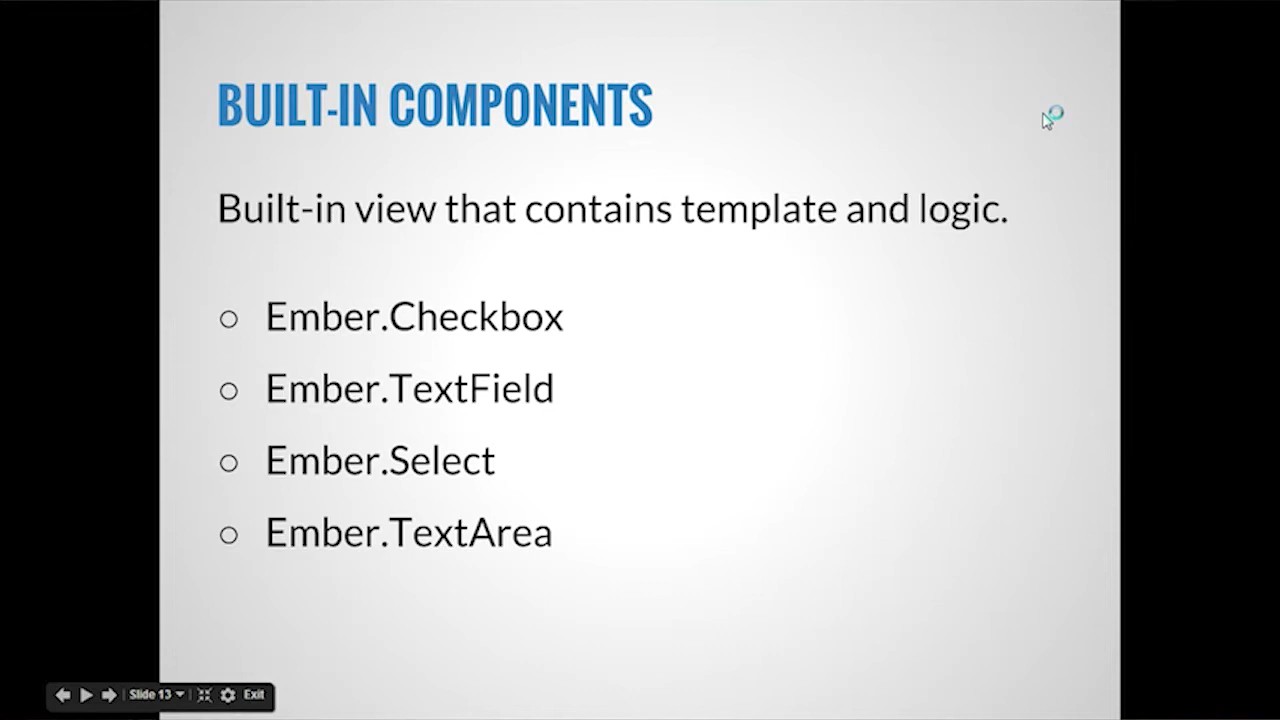 BUILT-IN COMPONENTS
Built-in view that contains template and logic.
Ember.Checkbox
Ember.TextField
Ember.Select
Ember.TextArea
Slide 13
Exit